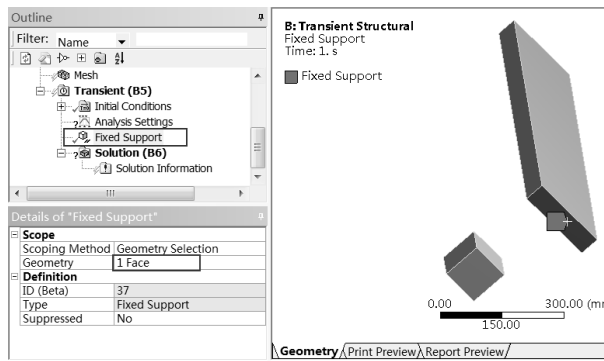 Outline
Filter: Name
Mesh
Transient (B5)
Initial Conditions
Analysis Settings
Fixed Support
Solution (B6)
Solution Information
Details of "Fixed Support"
Scope
Scoping Method Geometry Selection
Geometry 1 Face
Definition
ID (Beta) 37
Type Fixed Support
Suppressed No
B: Transient Structural
Fixed Support
Time: 1. s
Fixed Support
0.00 300.00 (mm
150.00
Geometry Print Preview Report Preview